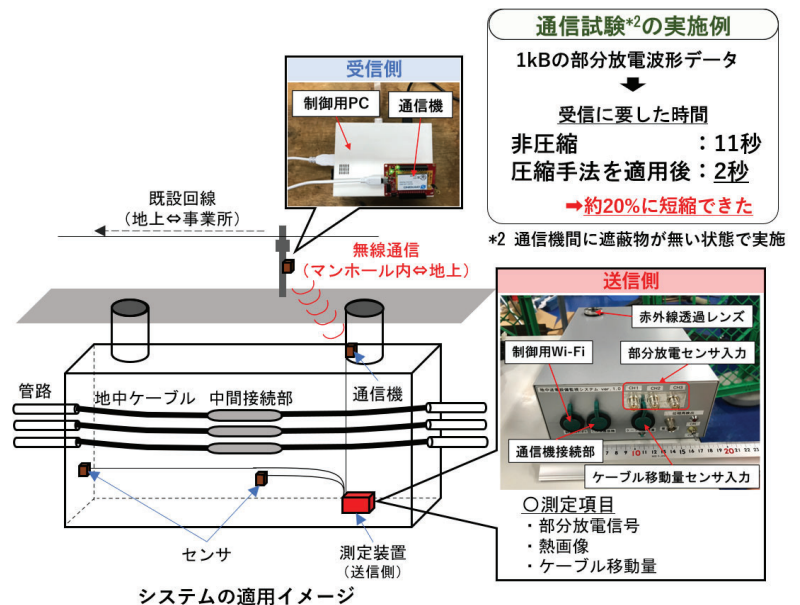 通信試験*2の実施例
1kBの部分放電波形データ
受信に要した時間
非圧縮 ：11秒
圧縮手法を適用後：2秒
➡約20%に短縮できた
*2 通信機間に遮蔽物が無い状態で実施
受信側
制御用PC
通信機
既設回線
（地上⇔事業所）
無線通信
（マンホール内⇔地上）
管路
地中ケーブル
中間接続部
通信機
センサ
測定装置
（送信側）
システムの適用イメージ
送信側
赤外線透過レンズ
制御用Wi-Fi
部分放電センサ入力
CH1 CH2 CH3
通信機接続部
ケーブル移動量センサ入力
〇測定項目
・部分放電信号
・熱画像
・ケーブル移動量